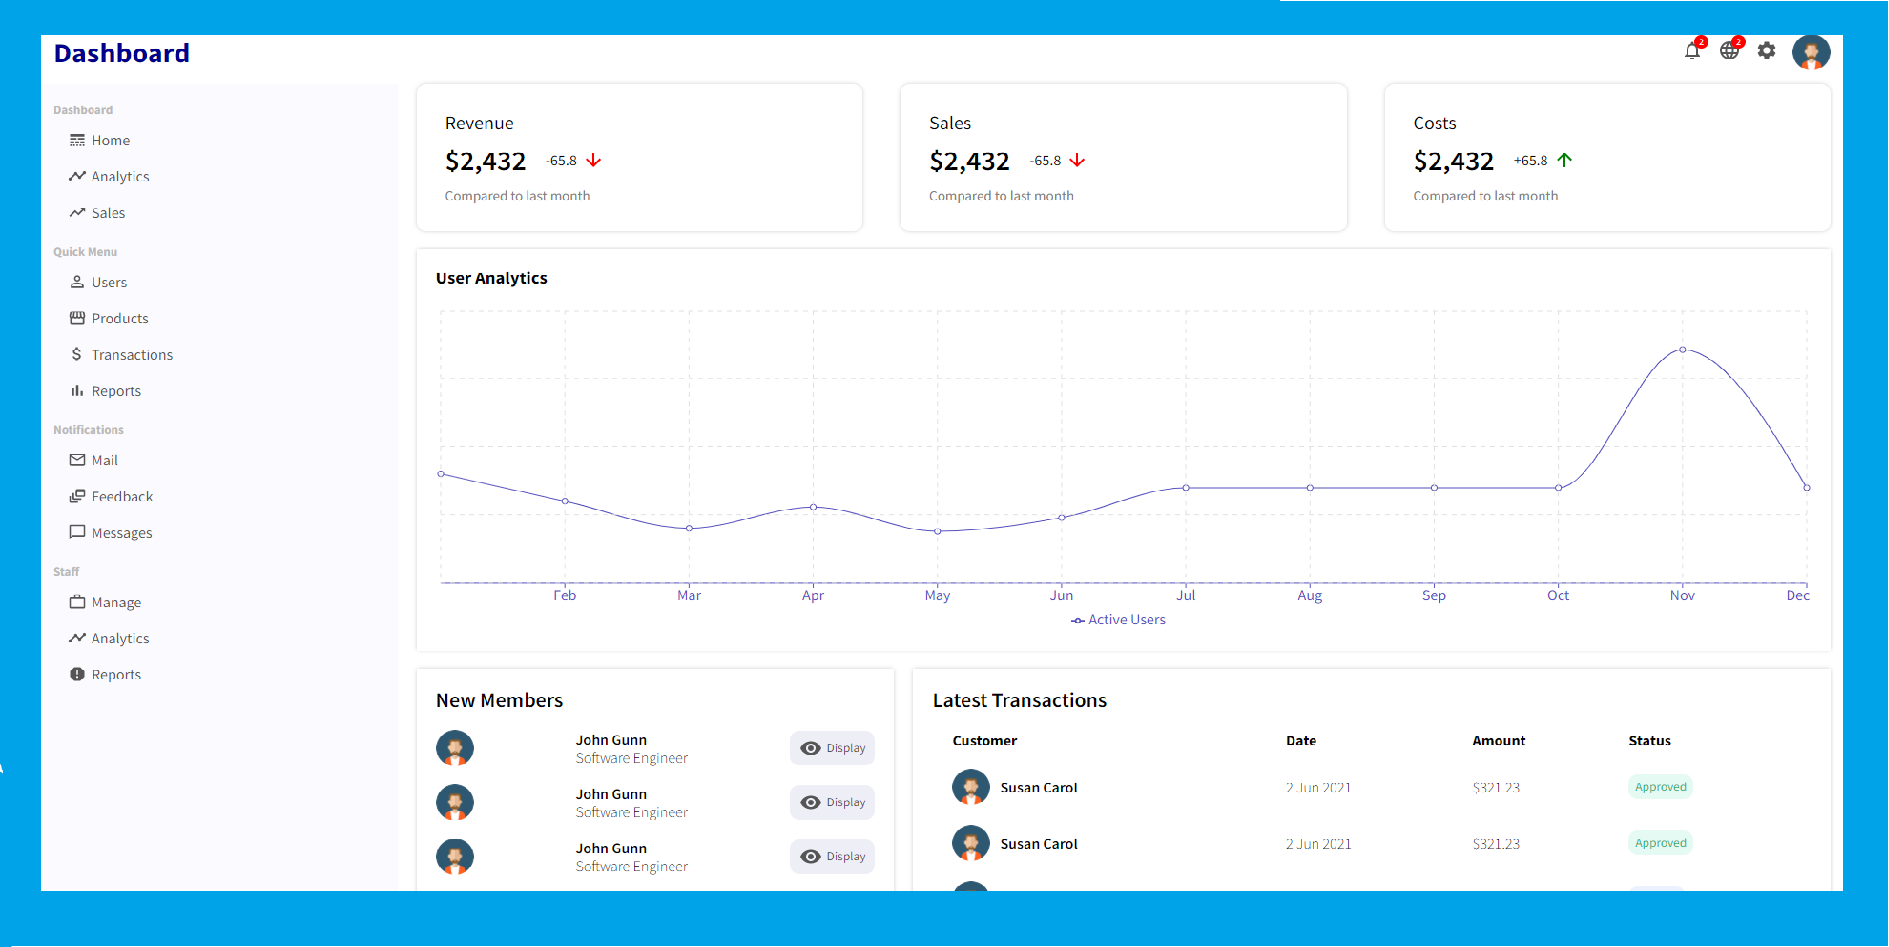 Dashboard
2
2
Dashboard
Home
Analytics
Sales
Quick Menu
Users
Products
Transactions
Reports
Notifications
Mail
Feedback
Messages
Staff
Manage
Analytics
Reports
Revenue
$2,432 -65.8
Compared to last month
Sales
$2,432 -65.8
Compared to last month
Costs
$2,432 +65.8
Compared to last month
User Analytics
Feb Mar Apr May Jun Jul Aug Sep Oct Nov Dec
Active Users
New Members
John Gunn
Software Engineer
Display
John Gunn
Software Engineer
Display
John Gunn
Software Engineer
Display
Latest Transactions
Customer Date Amount Status
Susan Carol 2 Jun 2021 $321.23 Approved
Susan Carol 2 Jun 2021 $321.23 Approved